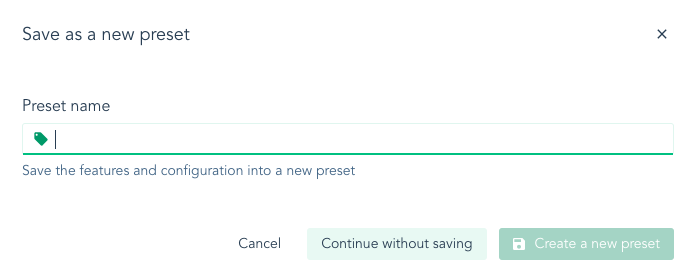 Save as a new preset
Preset name
Save the features and configuration into a new preset
Cancel
Continue without saving
Create a new preset